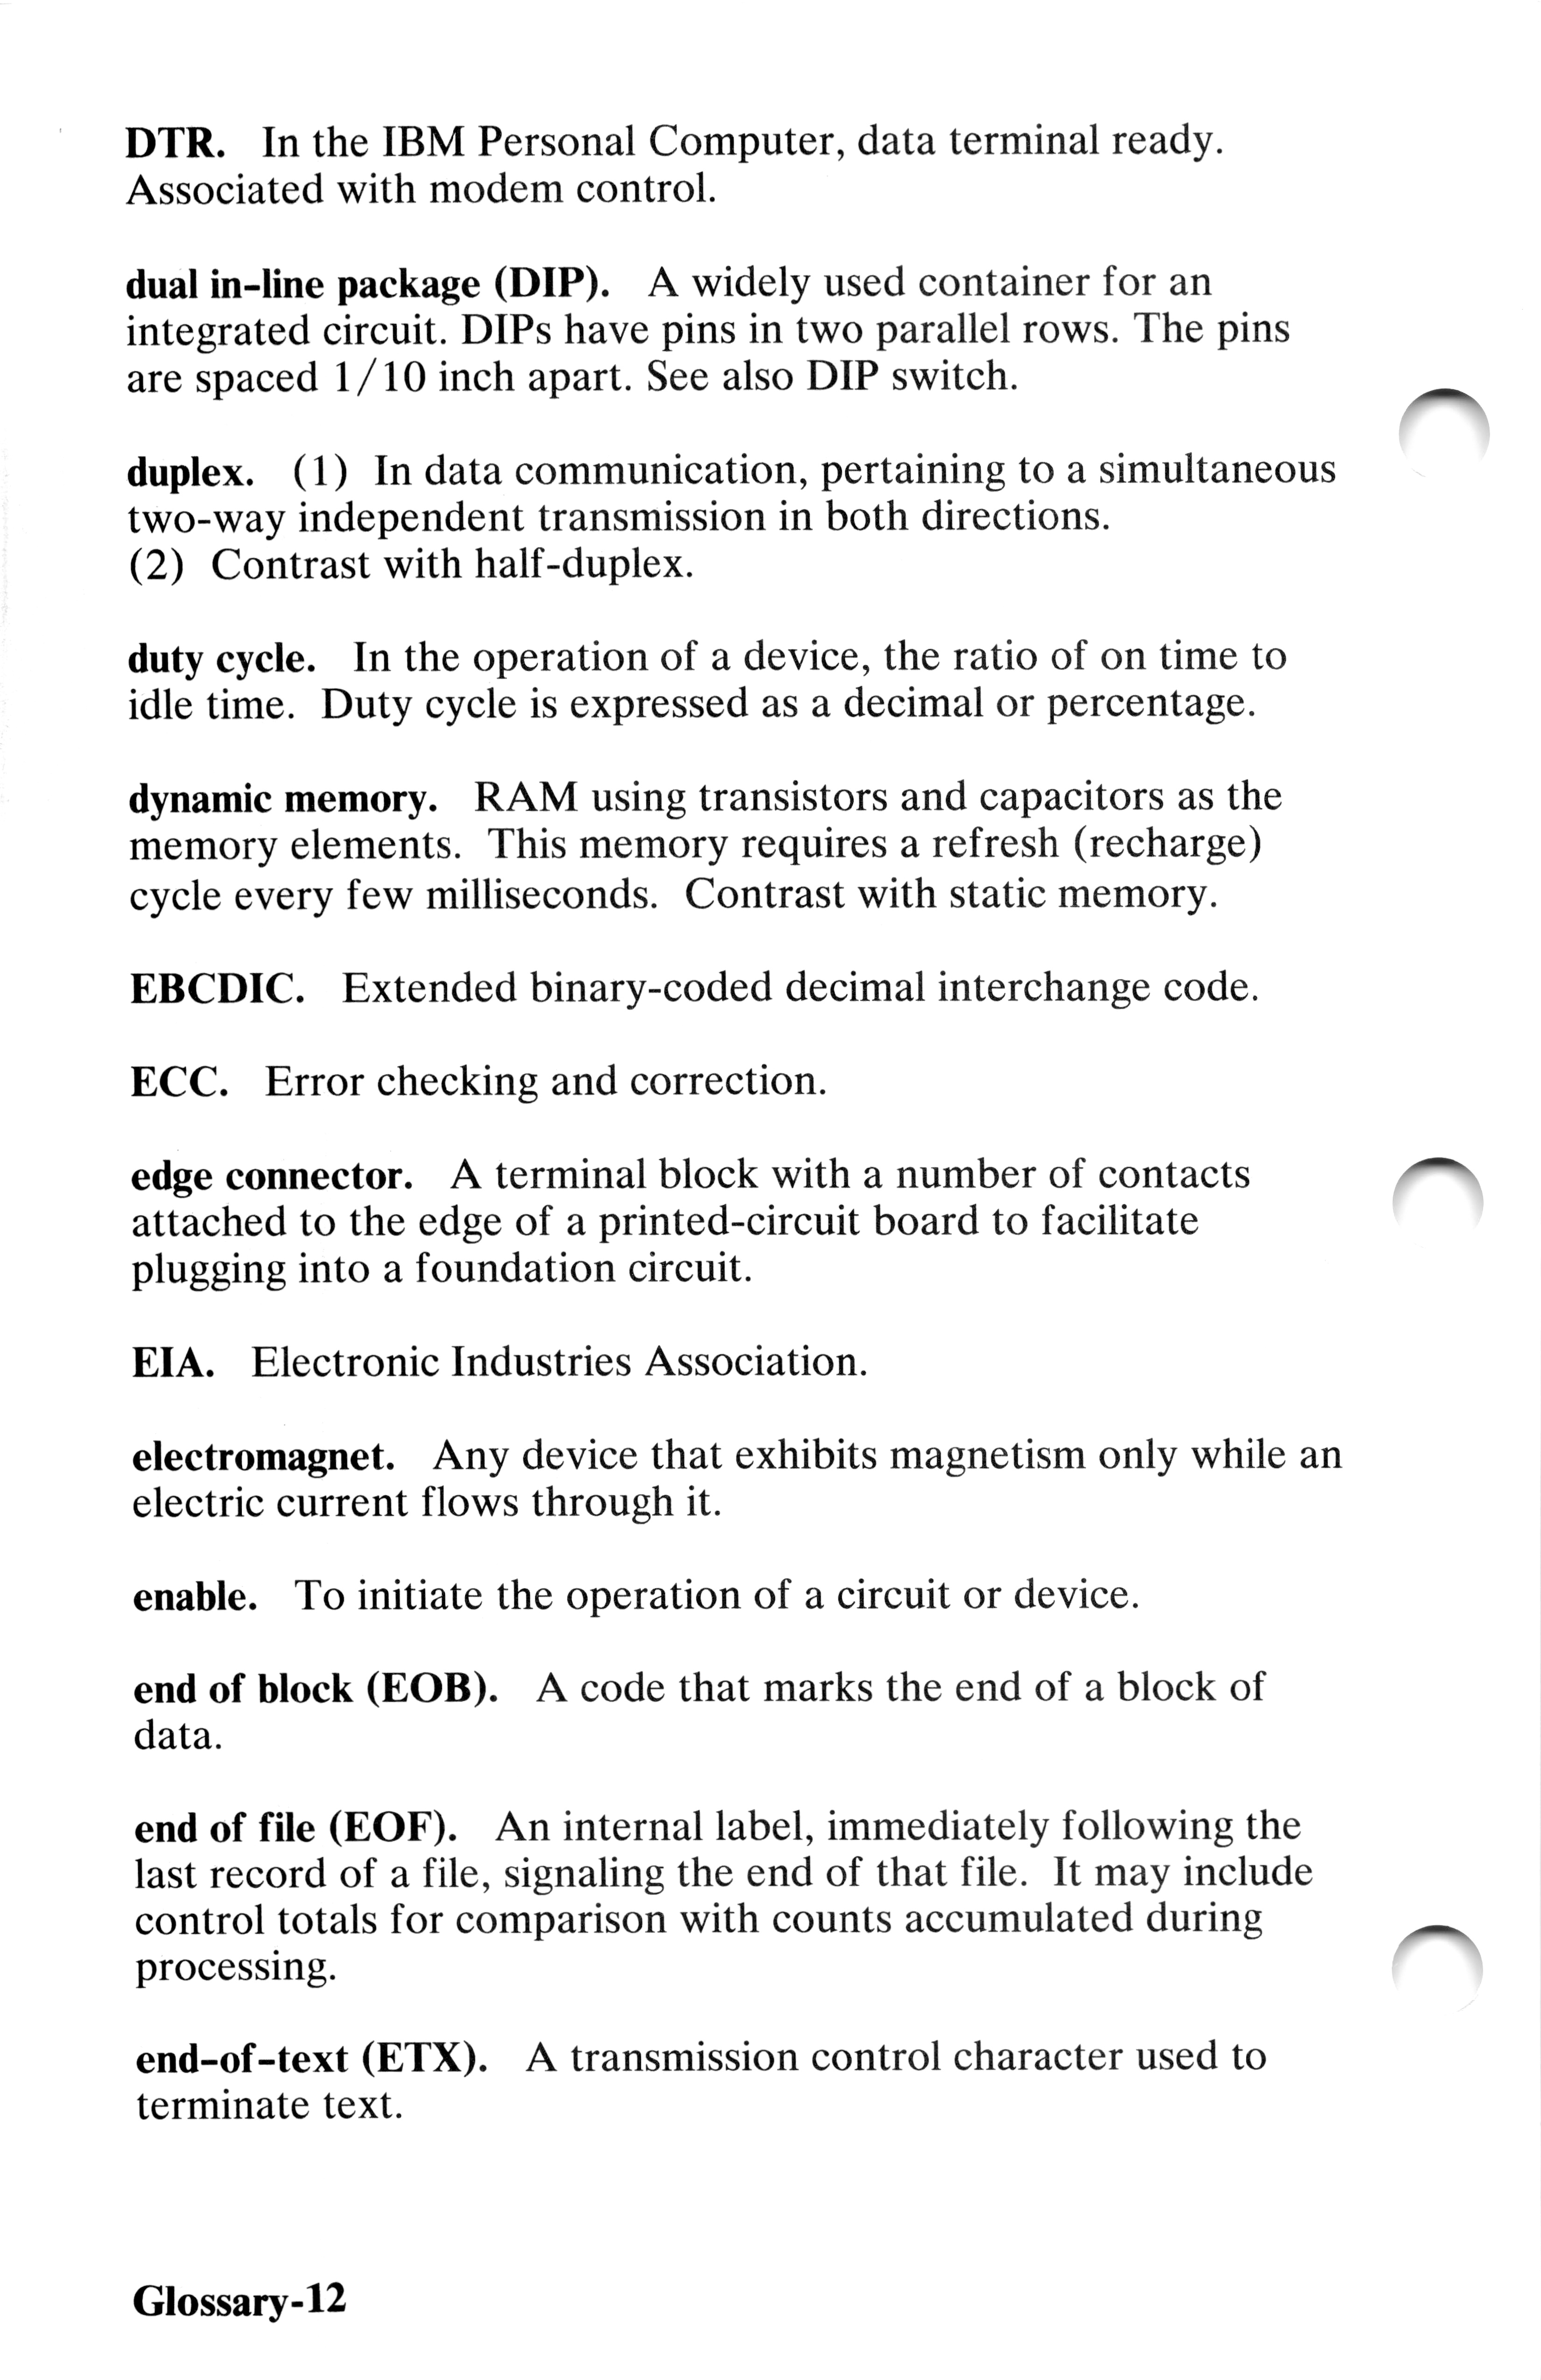 DTR. In the IBM Personal Computer, data terminal ready.
Associated with modem control.
dual in-line package (DIP). A widely used container for an
integrated circuit. DIPs have pins in two parallel rows. The pins
are spaced 1/10 inch apart. See also DIP switch.
duplex. (1) In data communication, pertaining to a simultaneous
two-way independent transmission in both directions.
(2) Contrast with half-duplex.
duty cycle. In the operation of a device, the ratio of on time to
idle time. Duty cycle is expressed as a decimal or percentage.
dynamic memory. RAM using transistors and capacitors as the
memory elements. This memory requires a refresh (recharge)
cycle every few milliseconds. Contrast with static memory.
EBCDIC. Extended binary-coded decimal interchange code.
ECC. Error checking and correction.
edge connector. A terminal block with a number of contacts
attached to the edge of a printed-circuit board to facilitate
plugging into a foundation circuit.
EIA. Electronic Industries Association.
electromagnet. Any device that exhibits magnetism only while an
electric current flows through it.
enable. To initiate the operation of a circuit or device.
end of block (EOB). A code that marks the end of a block of
data.
end of file (EOF). An internal label, immediately following the
last record of a file, signaling the end of that file. It may include
control totals for comparison with counts accumulated during
processing.
end-of-text (ETX). A transmission control character used to
terminate text.
Glossary-12